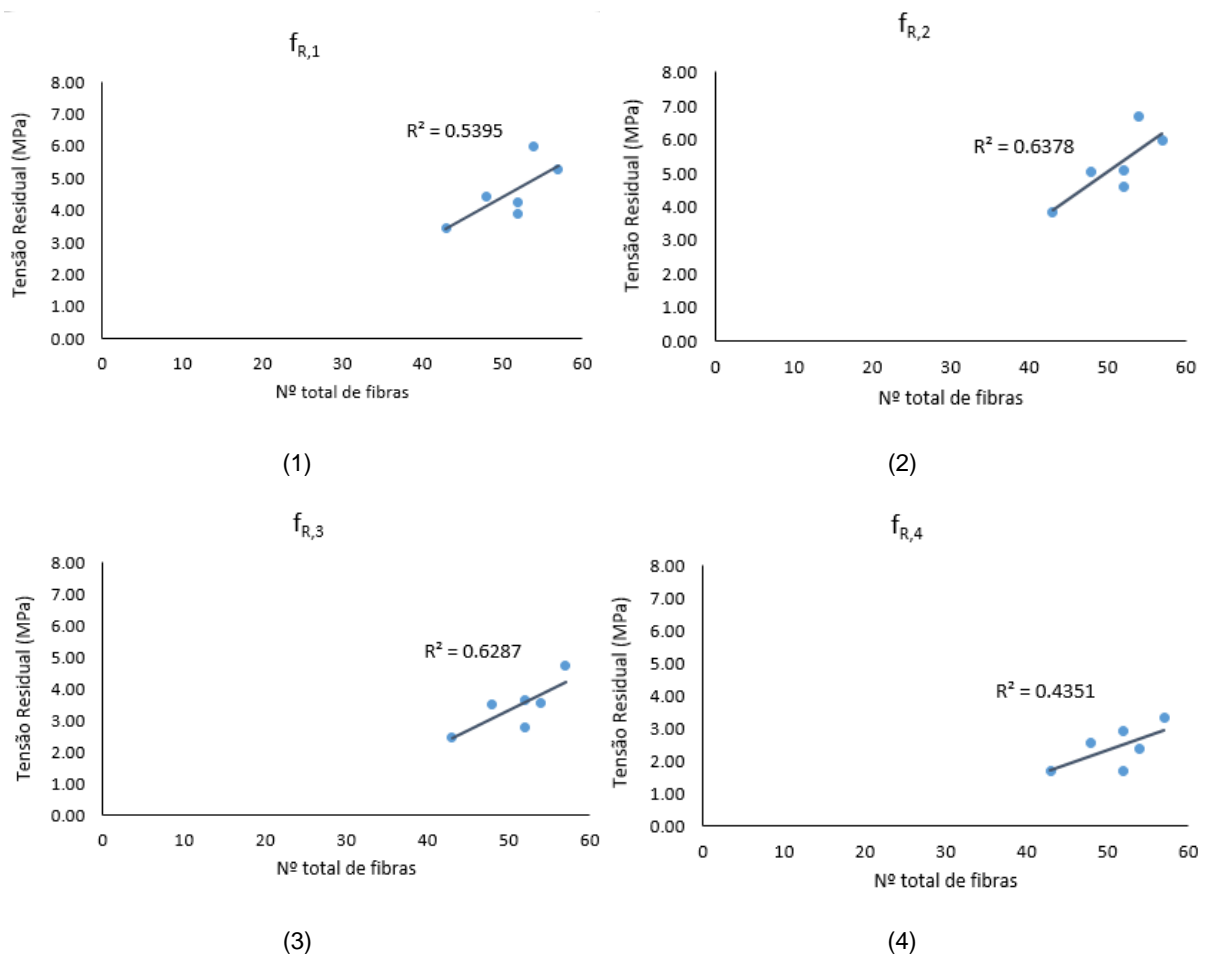 f_R,1
Tensão Residual (MPa)
8.00
7.00
6.00
5.00
4.00
3.00
2.00
1.00
0.00
R² = 0.5395
0 10 20 30 40 50 60
Nº total de fibras
(1)
f_R,2
Tensão Residual (MPa)
8.00
7.00
6.00
5.00
4.00
3.00
2.00
1.00
0.00
R² = 0.6378
0 10 20 30 40 50 60
Nº total de fibras
(2)
f_R,3
Tensão Residual (MPa)
8.00
7.00
6.00
5.00
4.00
3.00
2.00
1.00
0.00
R² = 0.6287
0 10 20 30 40 50 60
Nº total de fibras
(3)
f_R,4
Tensão Residual (MPa)
8.00
7.00
6.00
5.00
4.00
3.00
2.00
1.00
0.00
R² = 0.4351
0 10 20 30 40 50 60
Nº total de fibras
(4)